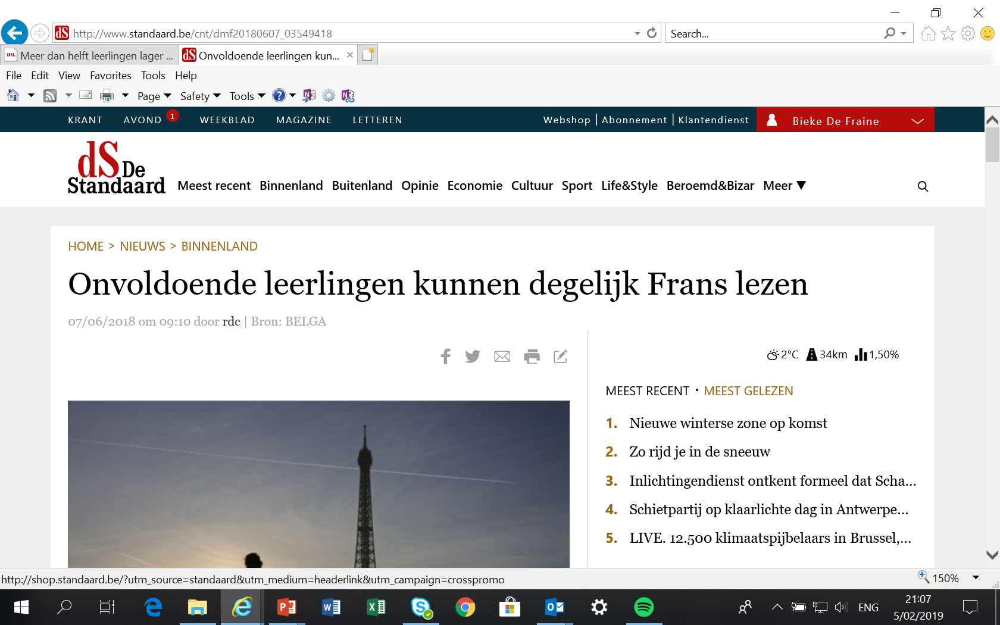 http://www.standaard.be/cnt/dmf20180607_03549418
Search...
Meer dan helft leerlingen lager ...
Onvoldoende leerlingen kun...
File Edit View Favorites Tools Help
Page Safety Tools
KRANT AVOND 1 WEEKBLAD MAGAZINE LETTEREN
Webshop | Abonnement | Klantendienst
Bieke De Fraine
dS De
Standaard
Meest recent Binnenland Buitenland Opinie Economie Cultuur Sport Life&Style Beroemd&Bizar Meer ▼
HOME > NIEUWS > BINNENLAND
Onvoldoende leerlingen kunnen degelijk Frans lezen
07/06/2018 om 09:10 door rdc | Bron: BELGA
2°C 34km 1,50%
MEEST RECENT • MEEST GELEZEN
1. Nieuwe winterse zone op komst
2. Zo rijd je in de sneeuw
3. Inlichtingendienst ontkent formeel dat Scha...
4. Schietpartij op klaarlichte dag in Antwerpe...
5. LIVE. 12.500 klimaatspijbelaars in Brussel,...
http://shop.standaard.be/?utm_source=standaard&utm_medium=headerlink&utm_campaign=crosspromo
150%
ENG
21:07
5/02/2019